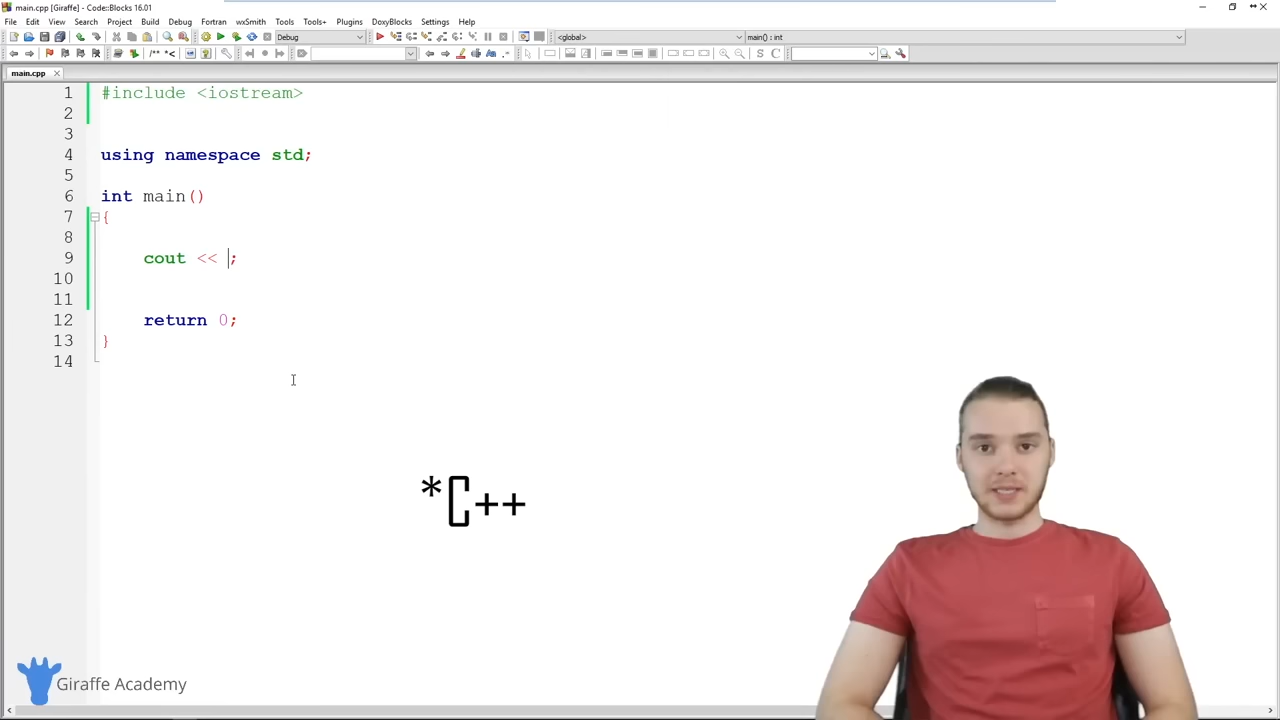 main.cpp [Giraffe] - Code::Blocks 16.01
File Edit View Search Project Build Debug Fortran wxSmith Tools Tools+ Plugins DoxyBlocks Settings Help
Debug <global> main() : int
/** *<
S C
main.cpp
1 #include <iostream>
2
3
4 using namespace std;
5
6 int main()
7 {
8
9 cout << ;
10
11
12 return 0;
13 }
14
*C++
Giraffe Academy